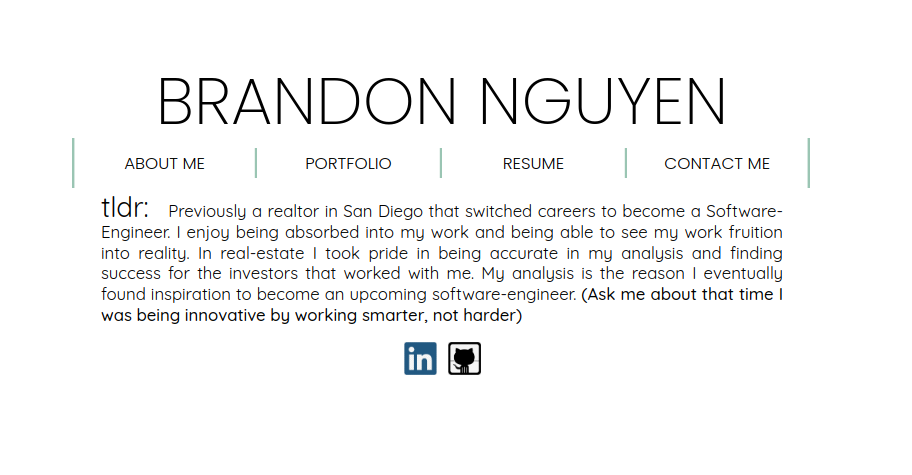 BRANDON NGUYEN
ABOUT ME PORTFOLIO RESUME CONTACT ME
tldr: Previously a realtor in San Diego that switched careers to become a Software-
Engineer. I enjoy being absorbed into my work and being able to see my work fruition
into reality. In real-estate I took pride in being accurate in my analysis and finding
success for the investors that worked with me. My analysis is the reason I eventually
found inspiration to become an upcoming software-engineer. (Ask me about that time I
was being innovative by working smarter, not harder)
in